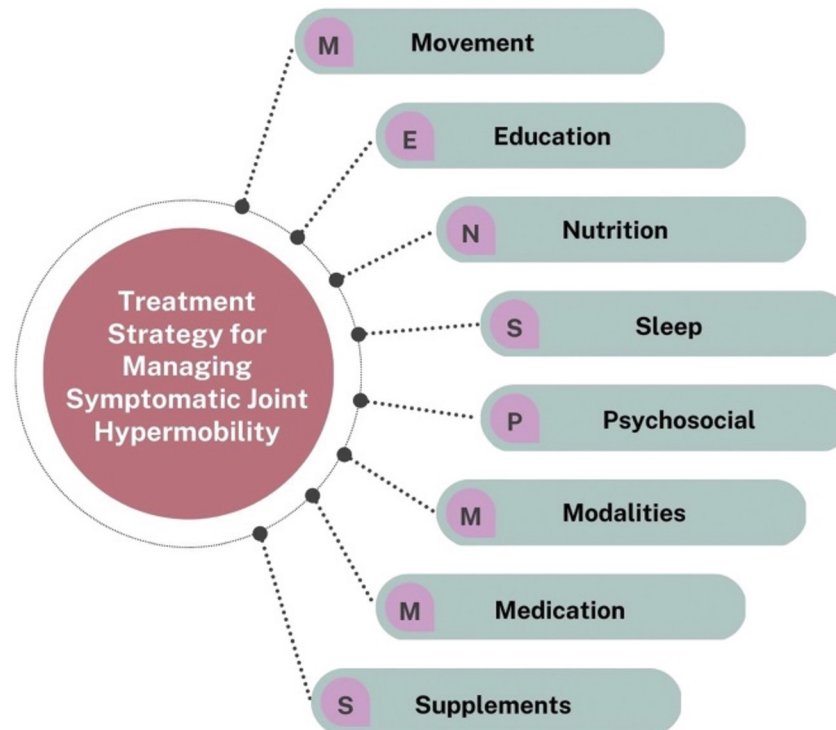 M Movement
E Education
N Nutrition
Treatment
Strategy for
Managing
Symptomatic Joint
Hypermobility
S Sleep
P Psychosocial
M Modalities
M Medication
S Supplements